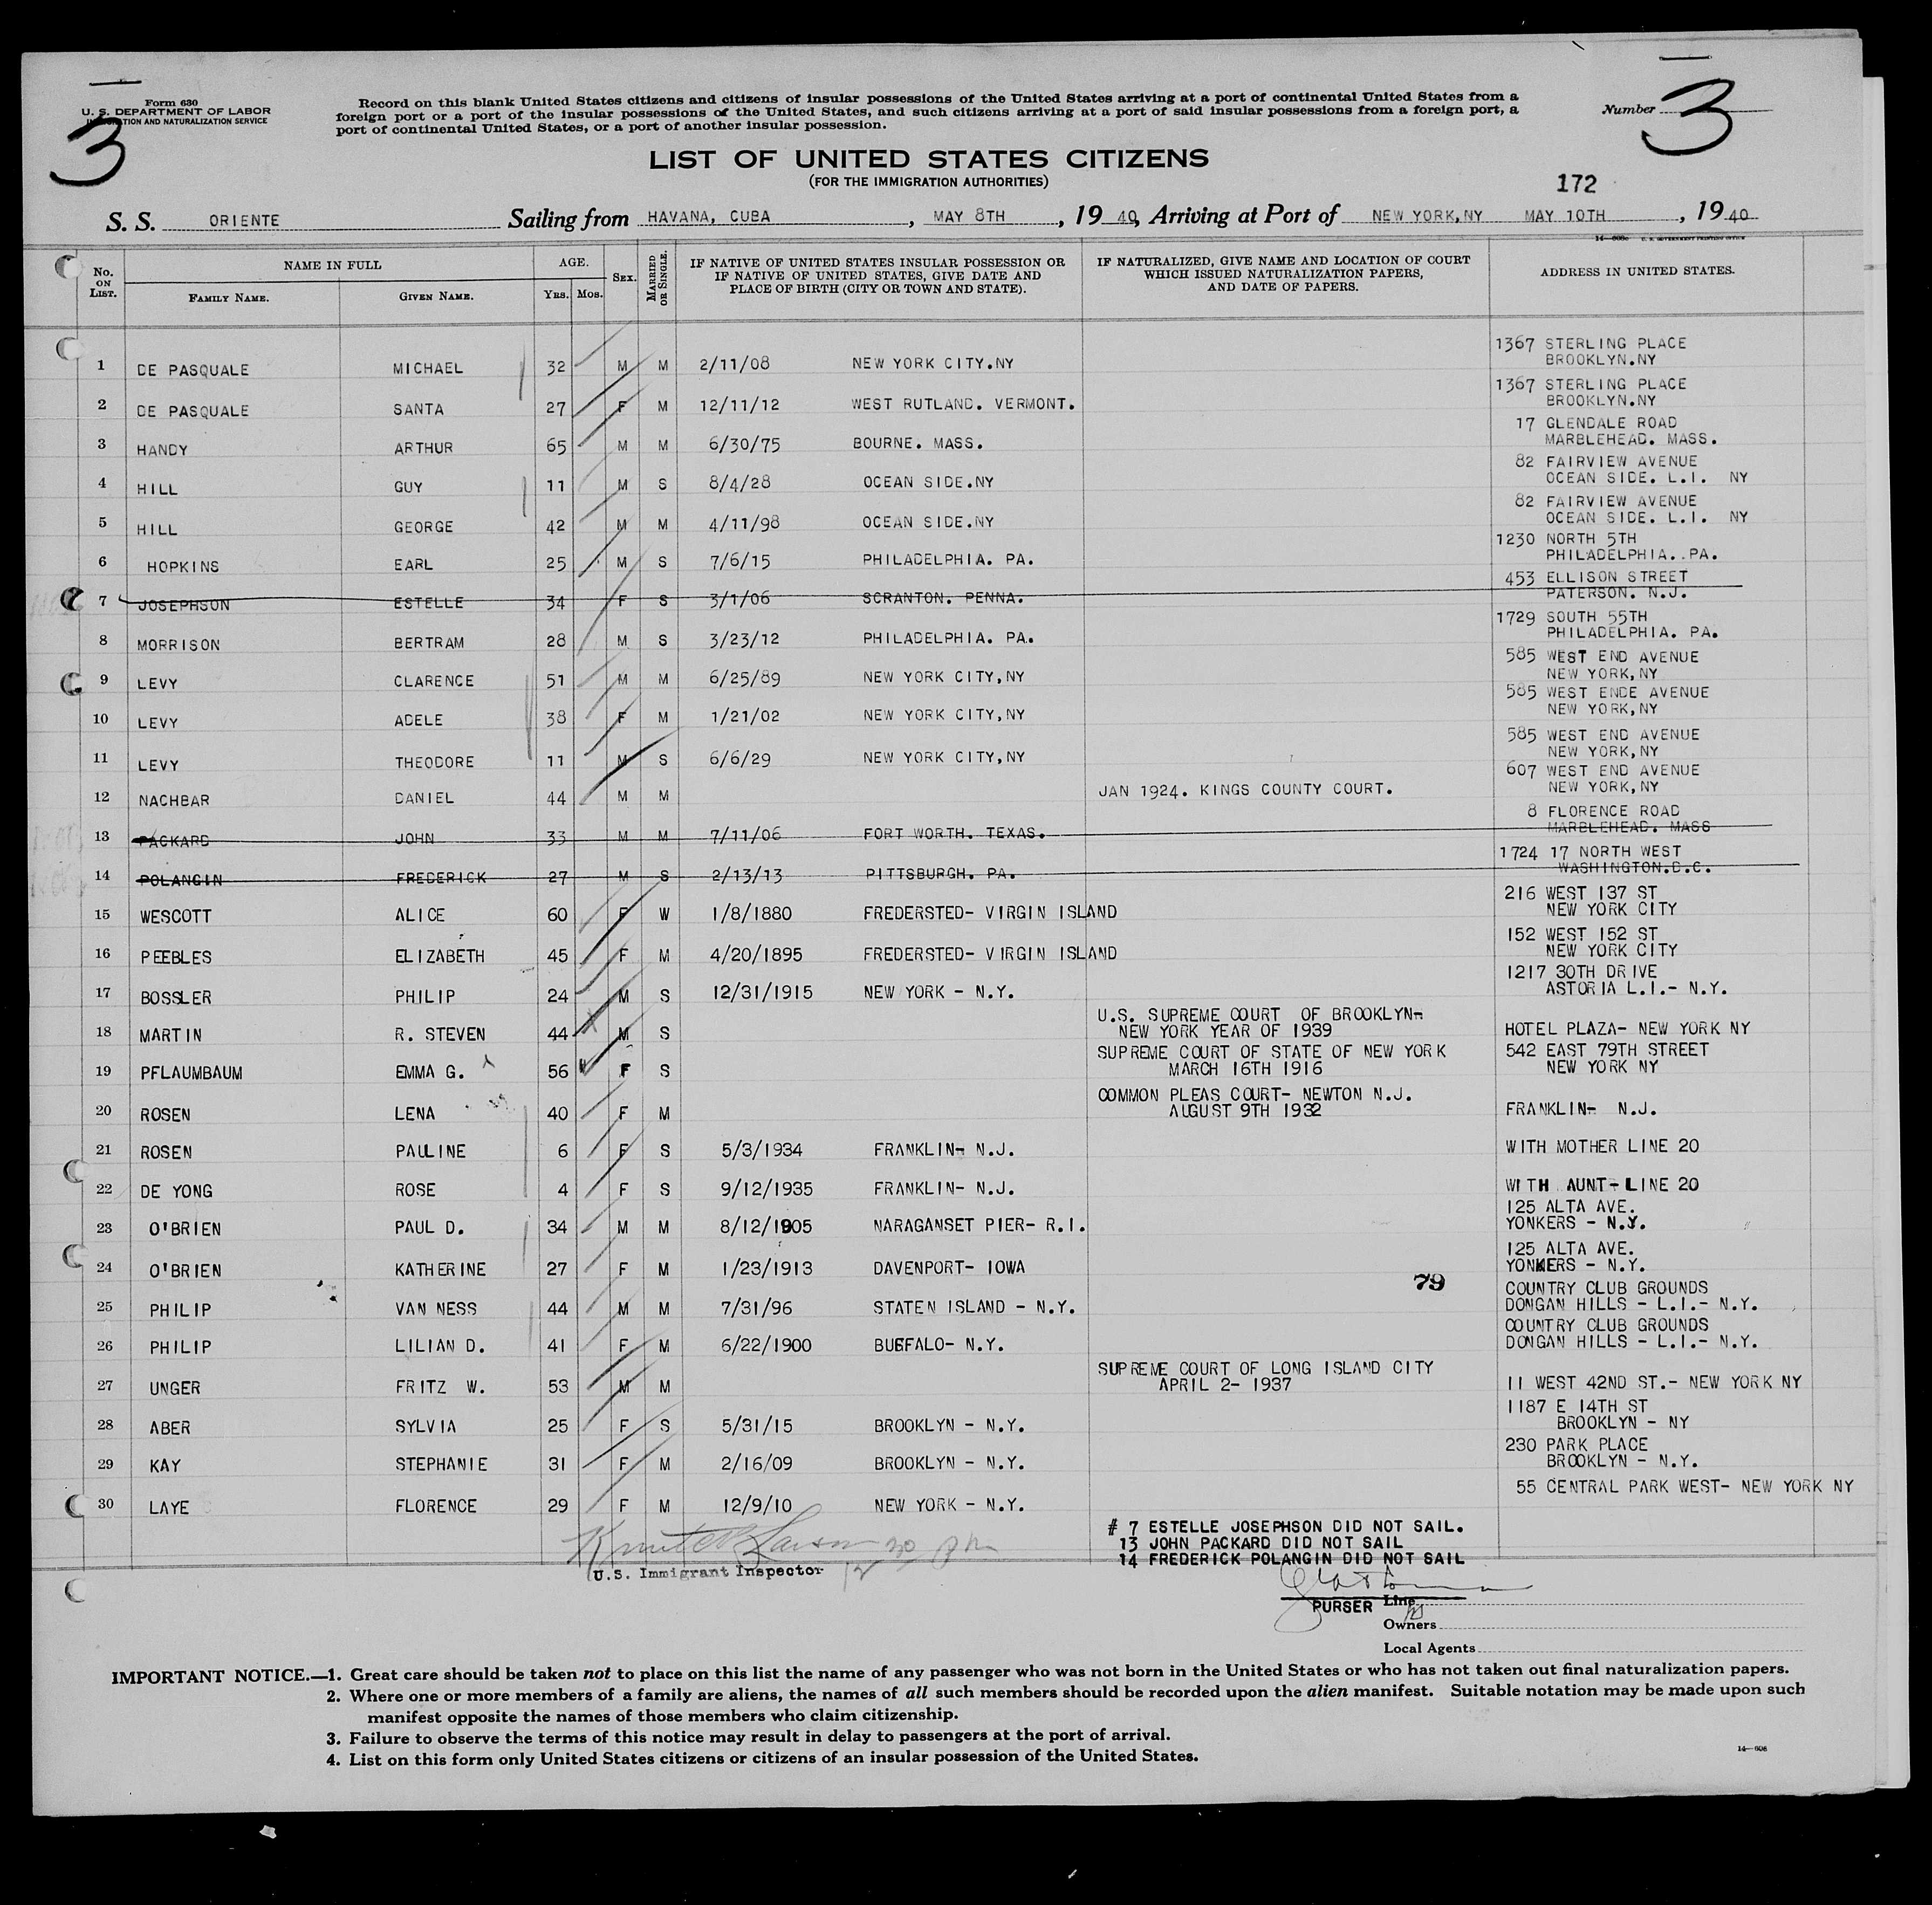 Form 630
U. S. DEPARTMENT OF LABOR
IMMIGRATION AND NATURALIZATION SERVICE
3
Record on this blank United States citizens and citizens of insular possessions of the United States arriving at a port of continental United States from a
foreign port or a port of the insular possessions of the United States, and such citizens arriving at a port of said insular possessions from a foreign port, a
port of continental United States, or a port of another insular possession.
Number 3
LIST OF UNITED STATES CITIZENS
(FOR THE IMMIGRATION AUTHORITIES)
172
S. S. ORIENTE Sailing from HAVANA, CUBA, MAY 8TH, 1940, Arriving at Port of NEW YORK,NY MAY 10TH, 1940
No. ON LIST. NAME IN FULL AGE. SEX. MARRIED OR SINGLE. IF NATIVE OF UNITED STATES INSULAR POSSESSION OR IF NATIVE OF UNITED STATES, GIVE DATE AND PLACE OF BIRTH (CITY OR TOWN AND STATE). IF NATURALIZED, GIVE NAME AND LOCATION OF COURT WHICH ISSUED NATURALIZATION PAPERS, AND DATE OF PAPERS. ADDRESS IN UNITED STATES.
FAMILY NAME. GIVEN NAME. YRS. MOS.
1 DE PASQUALE MICHAEL 32 M M 2/11/08 NEW YORK CITY.NY 1367 STERLING PLACE BROOKLYN.NY
2 DE PASQUALE SANTA 27 F M 12/11/12 WEST RUTLAND. VERMONT. 1367 STERLING PLACE BROOKLYN.NY
3 HANDY ARTHUR 65 M M 6/30/75 BOURNE. MASS. 17 GLENDALE ROAD MARBLEHEAD. MASS.
4 HILL GUY 11 M S 8/4/28 OCEAN SIDE.NY 82 FAIRVIEW AVENUE OCEAN SIDE. L.I. NY
5 HILL GEORGE 42 M M 4/11/98 OCEAN SIDE.NY 82 FAIRVIEW AVENUE OCEAN SIDE. L.I. NY
6 HOPKINS EARL 25 M S 7/6/15 PHILADELPHIA. PA. 1230 NORTH 5TH PHILADELPHIA. PA.
7 JOSEPHSON ESTELLE 34 F S 3/1/06 SCRANTON. PENNA. 453 ELLISON STREET PATERSON. N.J.
8 MORRISON BERTRAM 28 M S 3/23/12 PHILADELPHIA. PA. 1729 SOUTH 55TH PHILADELPHIA. PA.
9 LEVY CLARENCE 51 M M 6/25/89 NEW YORK CITY,NY 585 WEST END AVENUE NEW YORK,NY
10 LEVY ADELE 38 F M 1/21/02 NEW YORK CITY,NY 585 WEST ENDE AVENUE NEW YORK,NY
11 LEVY THEODORE 11 M S 6/6/29 NEW YORK CITY,NY 585 WEST END AVENUE NEW YORK,NY
12 NACHBAR DANIEL 44 M M JAN 1924. KINGS COUNTY COURT. 607 WEST END AVENUE NEW YORK,NY
13 PACKARD JOHN 33 M M 7/11/06 FORT WORTH. TEXAS. 8 FLORENCE ROAD MARBLEHEAD. MASS
14 POLANGIN FREDERICK 27 M S 2/13/13 PITTSBURGH. PA. 1724 17 NORTH WEST WASHINGTON.D.C.
15 WESCOTT ALICE 60 F W 1/8/1880 FREDERSTED- VIRGIN ISLAND 216 WEST 137 ST NEW YORK CITY
16 PEEBLES ELIZABETH 45 F M 4/20/1895 FREDERSTED- VIRGIN ISLAND 152 WEST 152 ST NEW YORK CITY
17 BOSSLER PHILIP 24 M S 12/31/1915 NEW YORK - N.Y. 1217 30TH DRIVE ASTORIA L.I.- N.Y.
18 MARTIN R. STEVEN 44 M S U.S. SUPREME COURT OF BROOKLYN- NEW YORK YEAR OF 1939 HOTEL PLAZA- NEW YORK NY
19 PFLAUMBAUM EMMA G. 56 F S SUPREME COURT OF STATE OF NEW YORK MARCH 16TH 1916 542 EAST 79TH STREET NEW YORK NY
20 ROSEN LENA 40 F M COMMON PLEAS COURT- NEWTON N.J. AUGUST 9TH 1932 FRANKLIN- N.J.
21 ROSEN PAULINE 6 F S 5/3/1934 FRANKLIN- N.J. WITH MOTHER LINE 20
22 DE YONG ROSE 4 F S 9/12/1935 FRANKLIN- N.J. WITH AUNT-LINE 20
23 O'BRIEN PAUL D. 34 M M 8/12/1905 NARAGANSET PIER- R.I. 125 ALTA AVE. YONKERS - N.Y.
24 O'BRIEN KATHERINE 27 F M 1/23/1913 DAVENPORT- IOWA 125 ALTA AVE. YONKERS - N.Y.
79
25 PHILIP VAN NESS 44 M M 7/31/96 STATEN ISLAND - N.Y. COUNTRY CLUB GROUNDS DONGAN HILLS - L.I.- N.Y.
26 PHILIP LILIAN D. 41 F M 6/22/1900 BUFFALO- N.Y. COUNTRY CLUB GROUNDS DONGAN HILLS - L.I.- N.Y.
27 UNGER FRITZ W. 53 M M SUPREME COURT OF LONG ISLAND CITY APRIL 2- 1937 11 WEST 42ND ST.- NEW YORK NY
28 ABER SYLVIA 25 F S 5/31/15 BROOKLYN - N.Y. 1187 E 14TH ST BROOKLYN - NY
29 KAY STEPHANIE 31 F M 2/16/09 BROOKLYN - N.Y. 230 PARK PLACE BROOKLYN - N.Y.
30 LAYE FLORENCE 29 F M 12/9/10 NEW YORK - N.Y. 55 CENTRAL PARK WEST- NEW YORK NY
# 7 ESTELLE JOSEPHSON DID NOT SAIL.
13 JOHN PACKARD DID NOT SAIL
14 FREDERICK POLANGIN DID NOT SAIL
U.S. Immigrant Inspector
PURSER Line
Owners
Local Agents
IMPORTANT NOTICE.—1. Great care should be taken not to place on this list the name of any passenger who was not born in the United States or who has not taken out final naturalization papers.
2. Where one or more members of a family are aliens, the names of all such members should be recorded upon the alien manifest. Suitable notation may be made upon such
manifest opposite the names of those members who claim citizenship.
3. Failure to observe the terms of this notice may result in delay to passengers at the port of arrival.
4. List on this form only United States citizens or citizens of an insular possession of the United States.
14—608